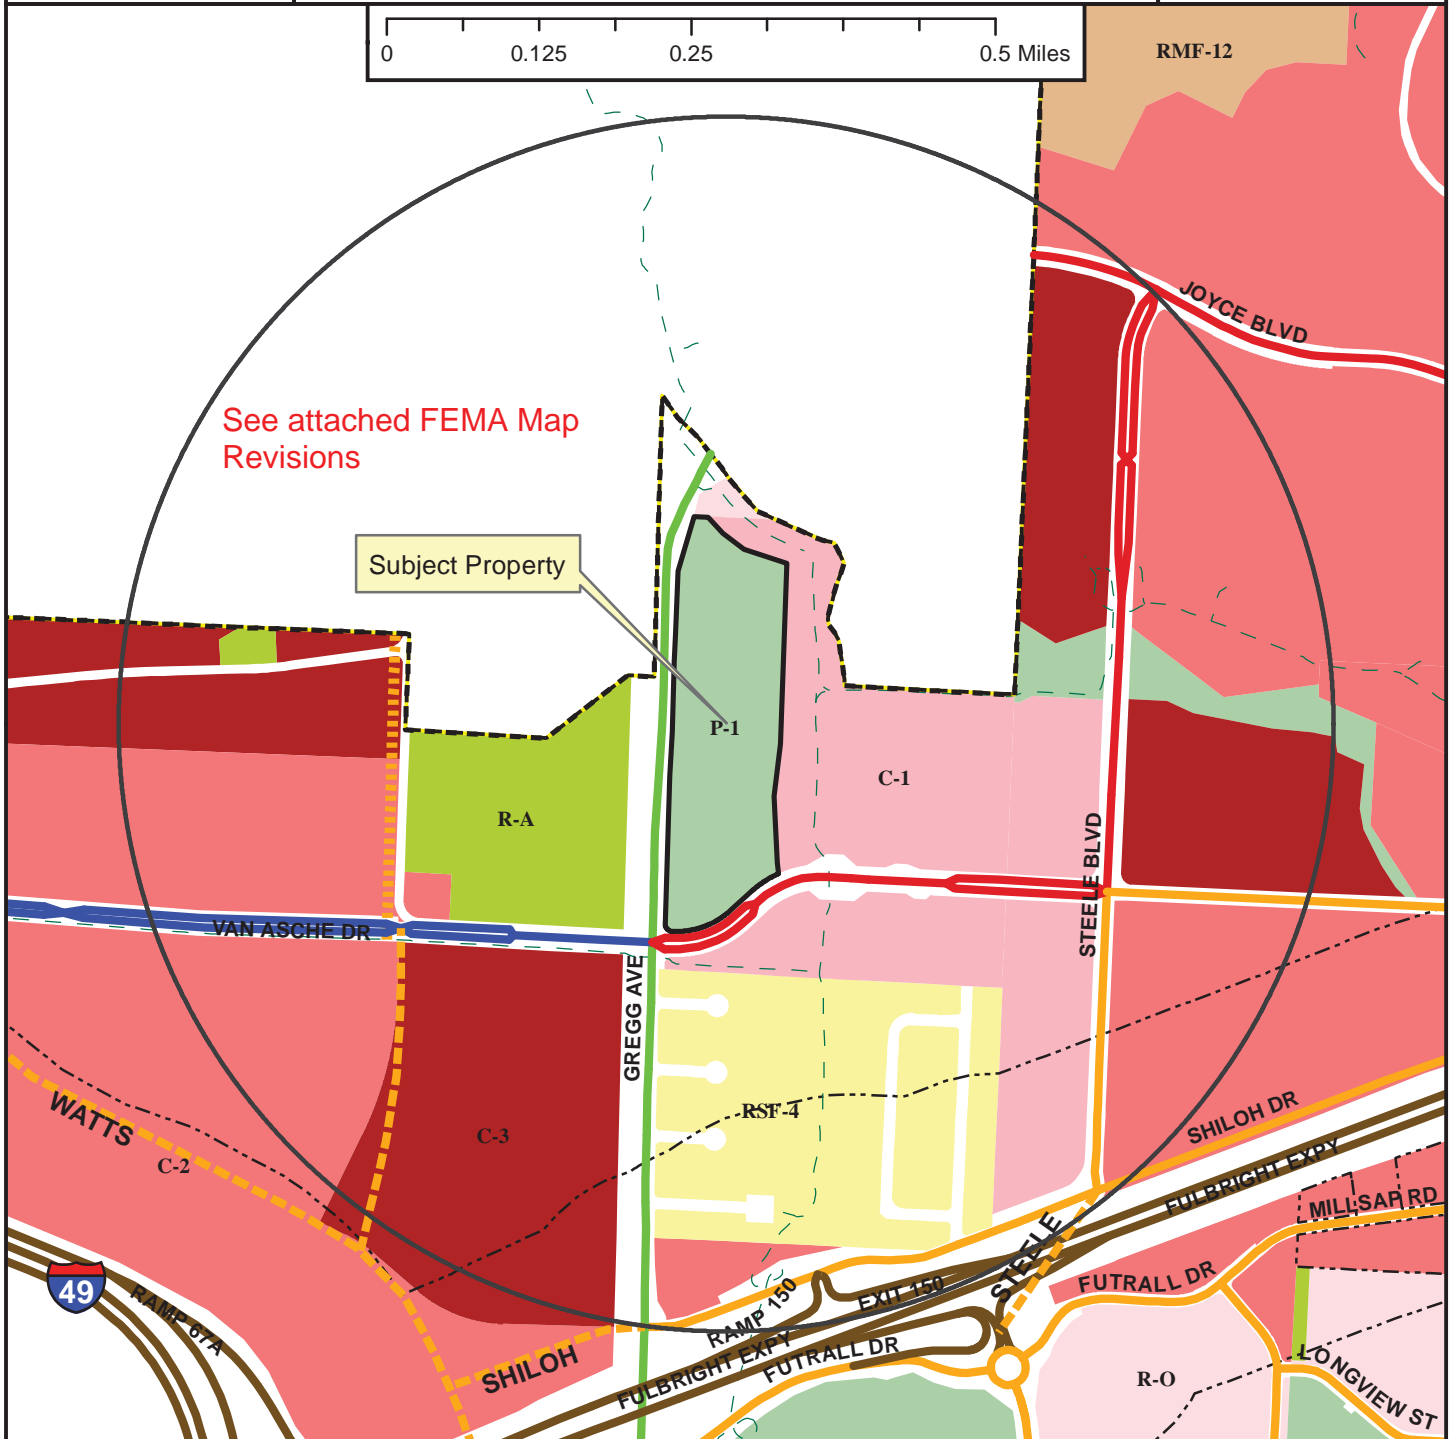 0 0.125 0.25 0.5 Miles
RMF-12
JOYCE BLVD
See attached FEMA Map
Revisions
Subject Property
P-1
C-1
R-A
STEELE BLVD
VAN ASCHE DR
GREGG AVE
WATTS
C-2
C-3
RSF-4
SHILOH DR
FULBRIGHT EXPY
MILLSAP RD
STEELE
FUTRALL DR
49
RAMP 67A
RAMP 150
EXIT 150
SHILOH
FULBRIGHT EXPY
FUTRALL DR
R-O
LONGVIEW ST